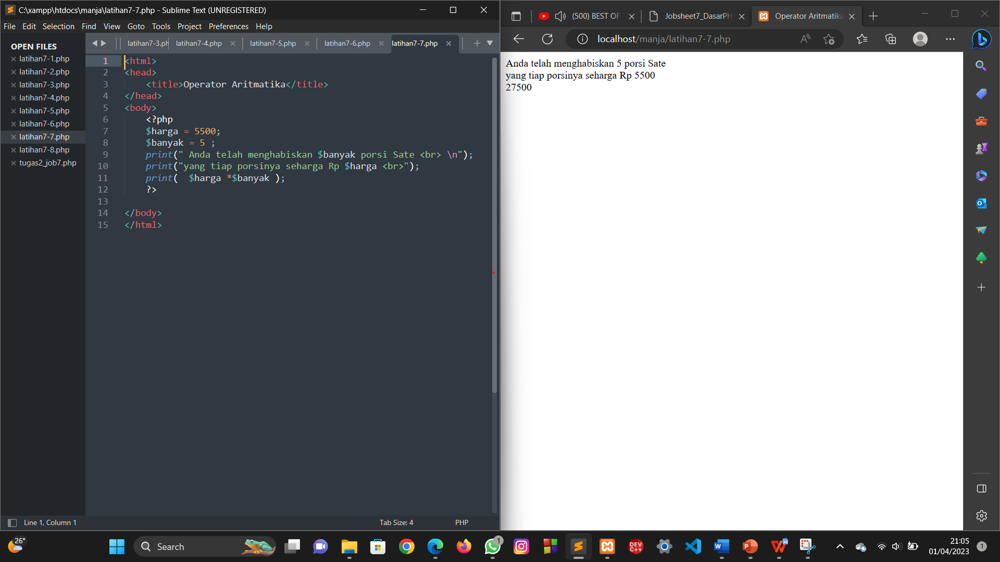 C:\xampp\htdocs\manja\latihan7-7.php - Sublime Text (UNREGISTERED)
File Edit Selection Find View Goto Tools Project Preferences Help
OPEN FILES
latihan7-1.php
latihan7-2.php
latihan7-3.php
latihan7-4.php
latihan7-5.php
latihan7-6.php
latihan7-7.php
latihan7-8.php
tugas2_job7.php
latihan7-3.ph latihan7-4.php latihan7-5.php latihan7-6.php latihan7-7.php
1 <html>
2 <head>
3 <title>Operator Aritmatika</title>
4 </head>
5 <body>
6 <?php
7 $harga = 5500;
8 $banyak = 5 ;
9 print(" Anda telah menghabiskan $banyak porsi Sate <br> \n");
10 print("yang tiap porsinya seharga Rp $harga <br>");
11 print(  $harga *$banyak );
12 ?>
13
14 </body>
15 </html>
Line 1, Column 1 Tab Size: 4 PHP
(500) BEST OF Jobsheet7_DasarPH Operator Aritmatika
localhost/manja/latihan7-7.php
Anda telah menghabiskan 5 porsi Sate
yang tiap porsinya seharga Rp 5500
27500
26°
Search
1
DEV
C++
21:05
01/04/2023
1